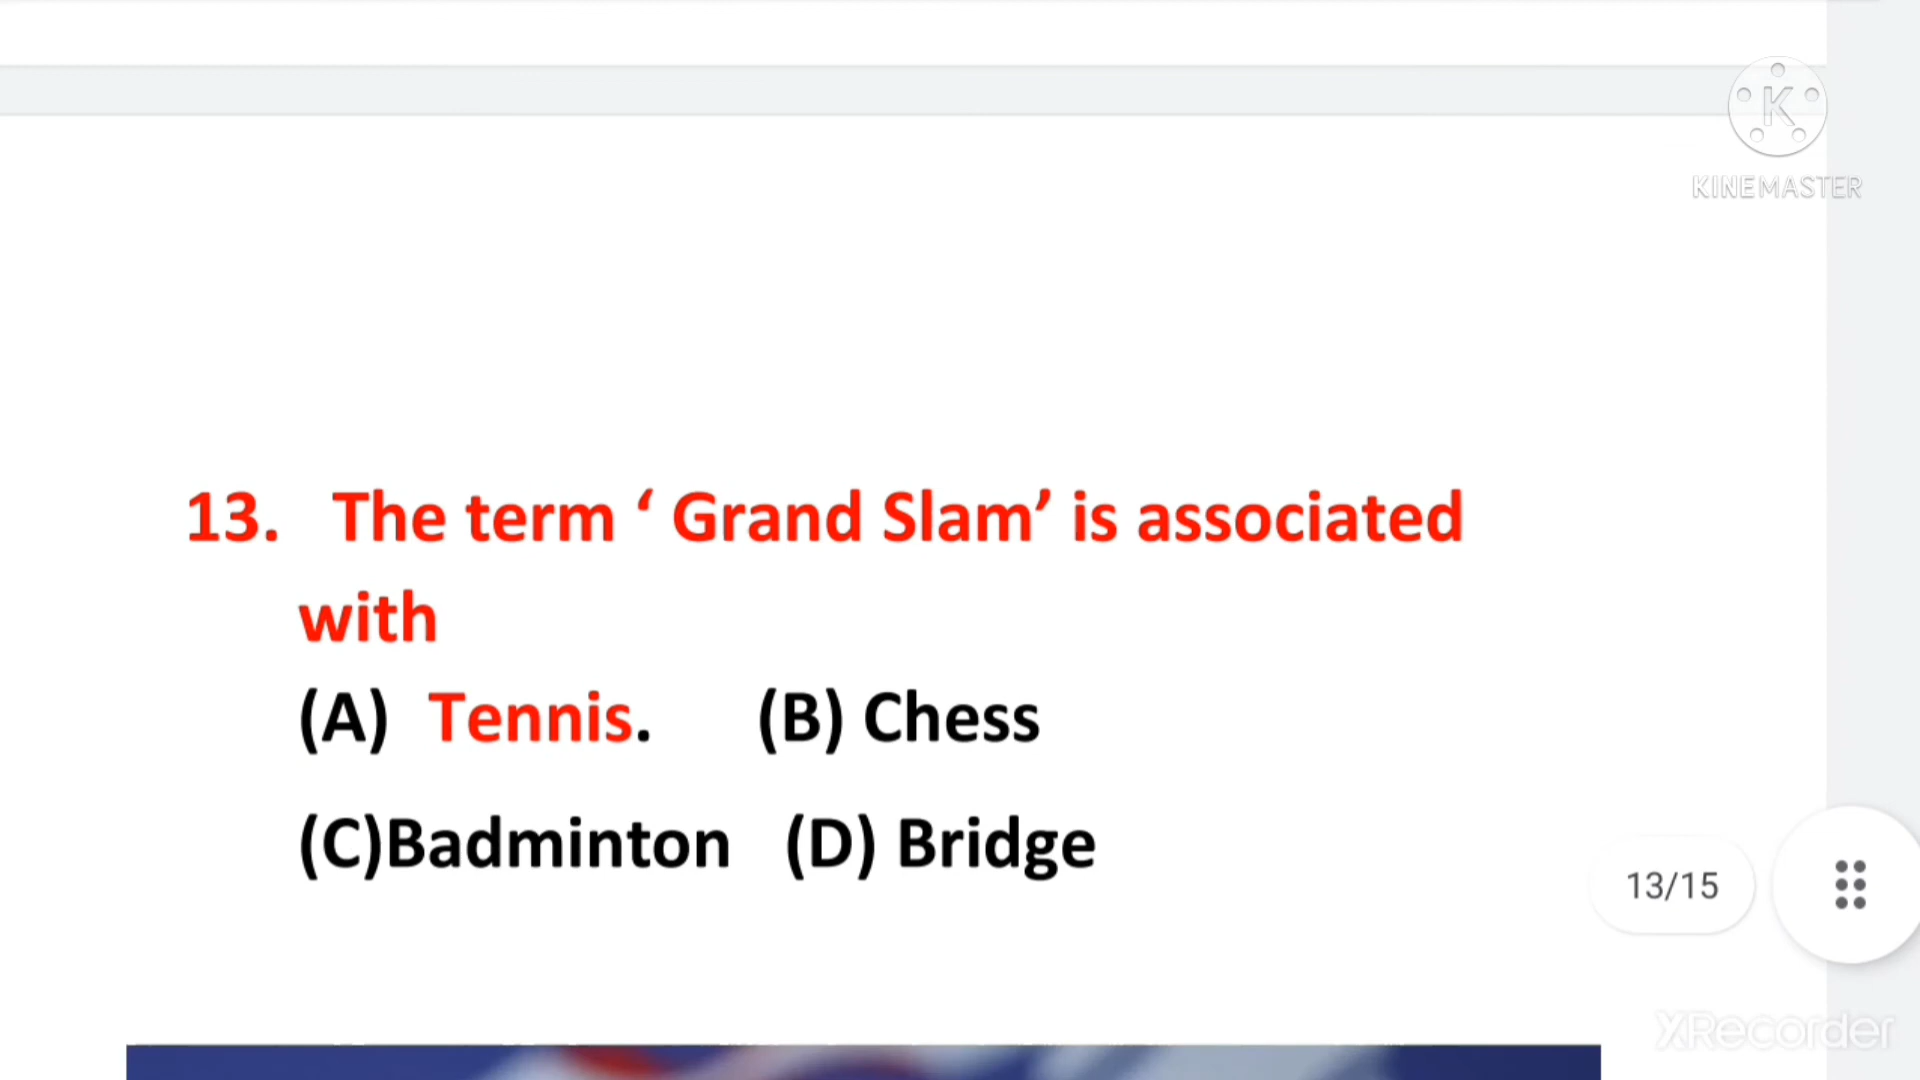 KINEMASTER
13. The term ‘ Grand Slam’ is associated
with
(A) Tennis. (B) Chess
(C)Badminton (D) Bridge
13/15
XRecorder